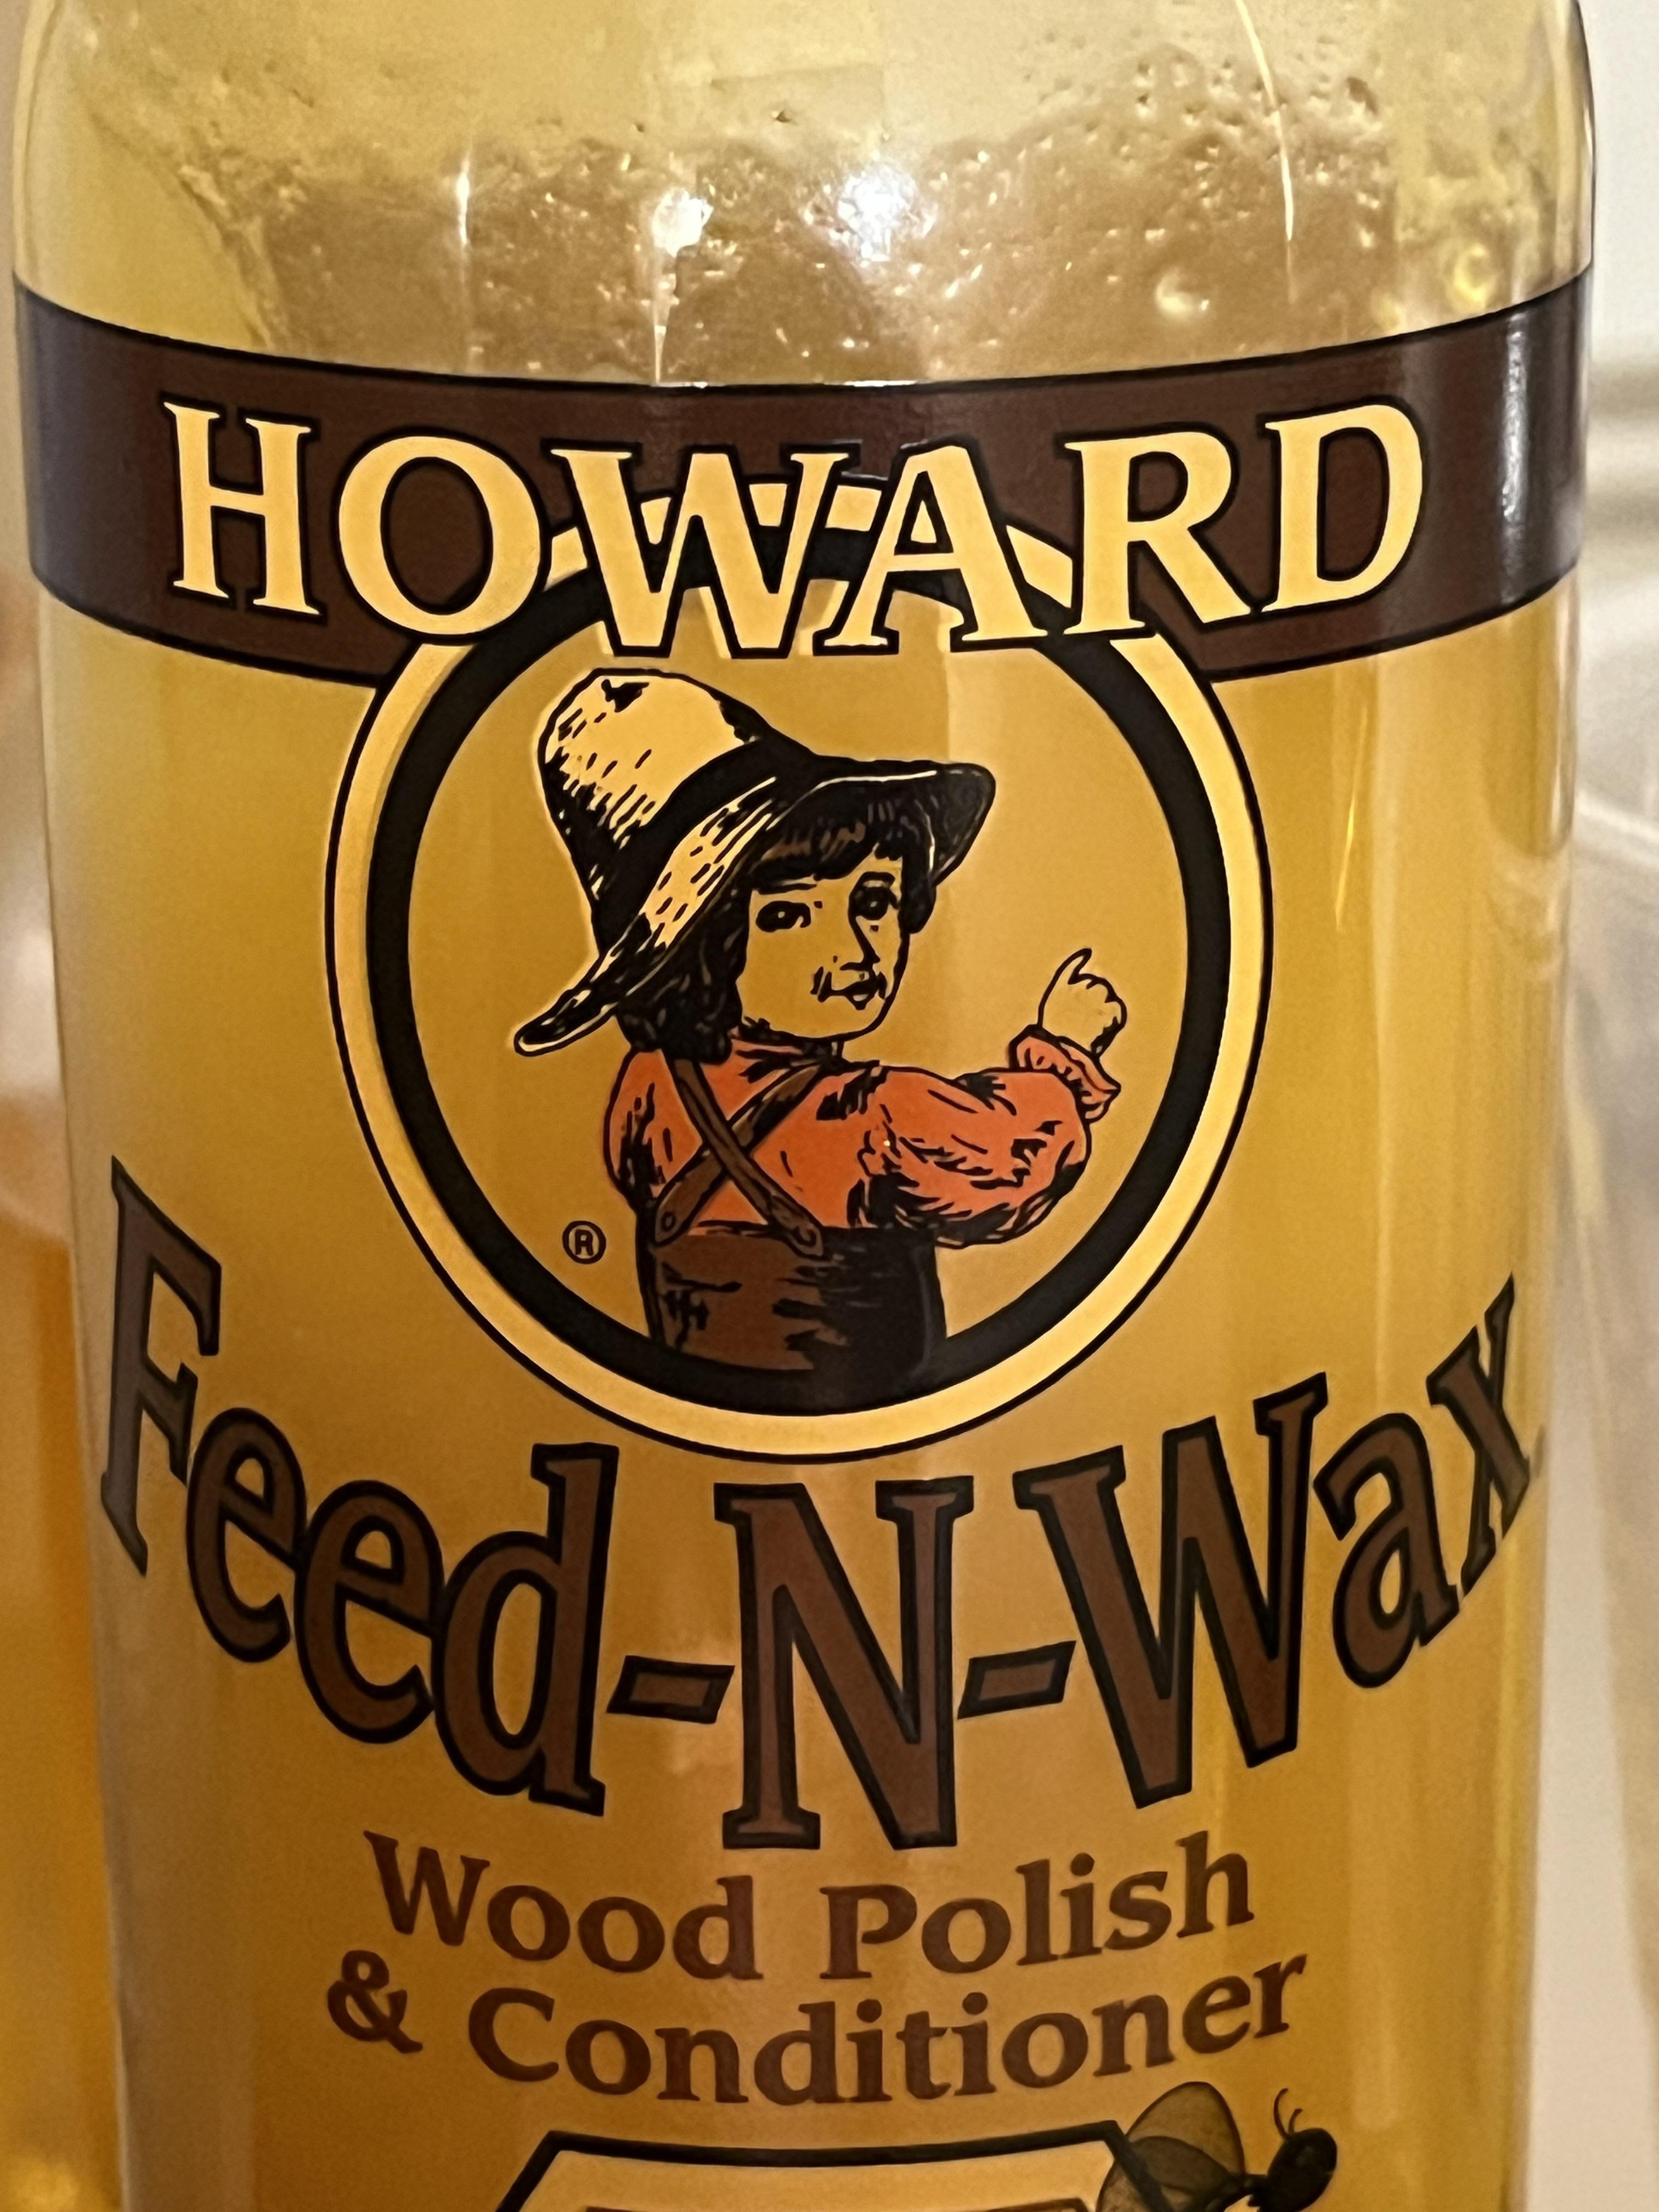 HOWARD
®
Feed-N-Wax
Wood Polish
& Conditioner